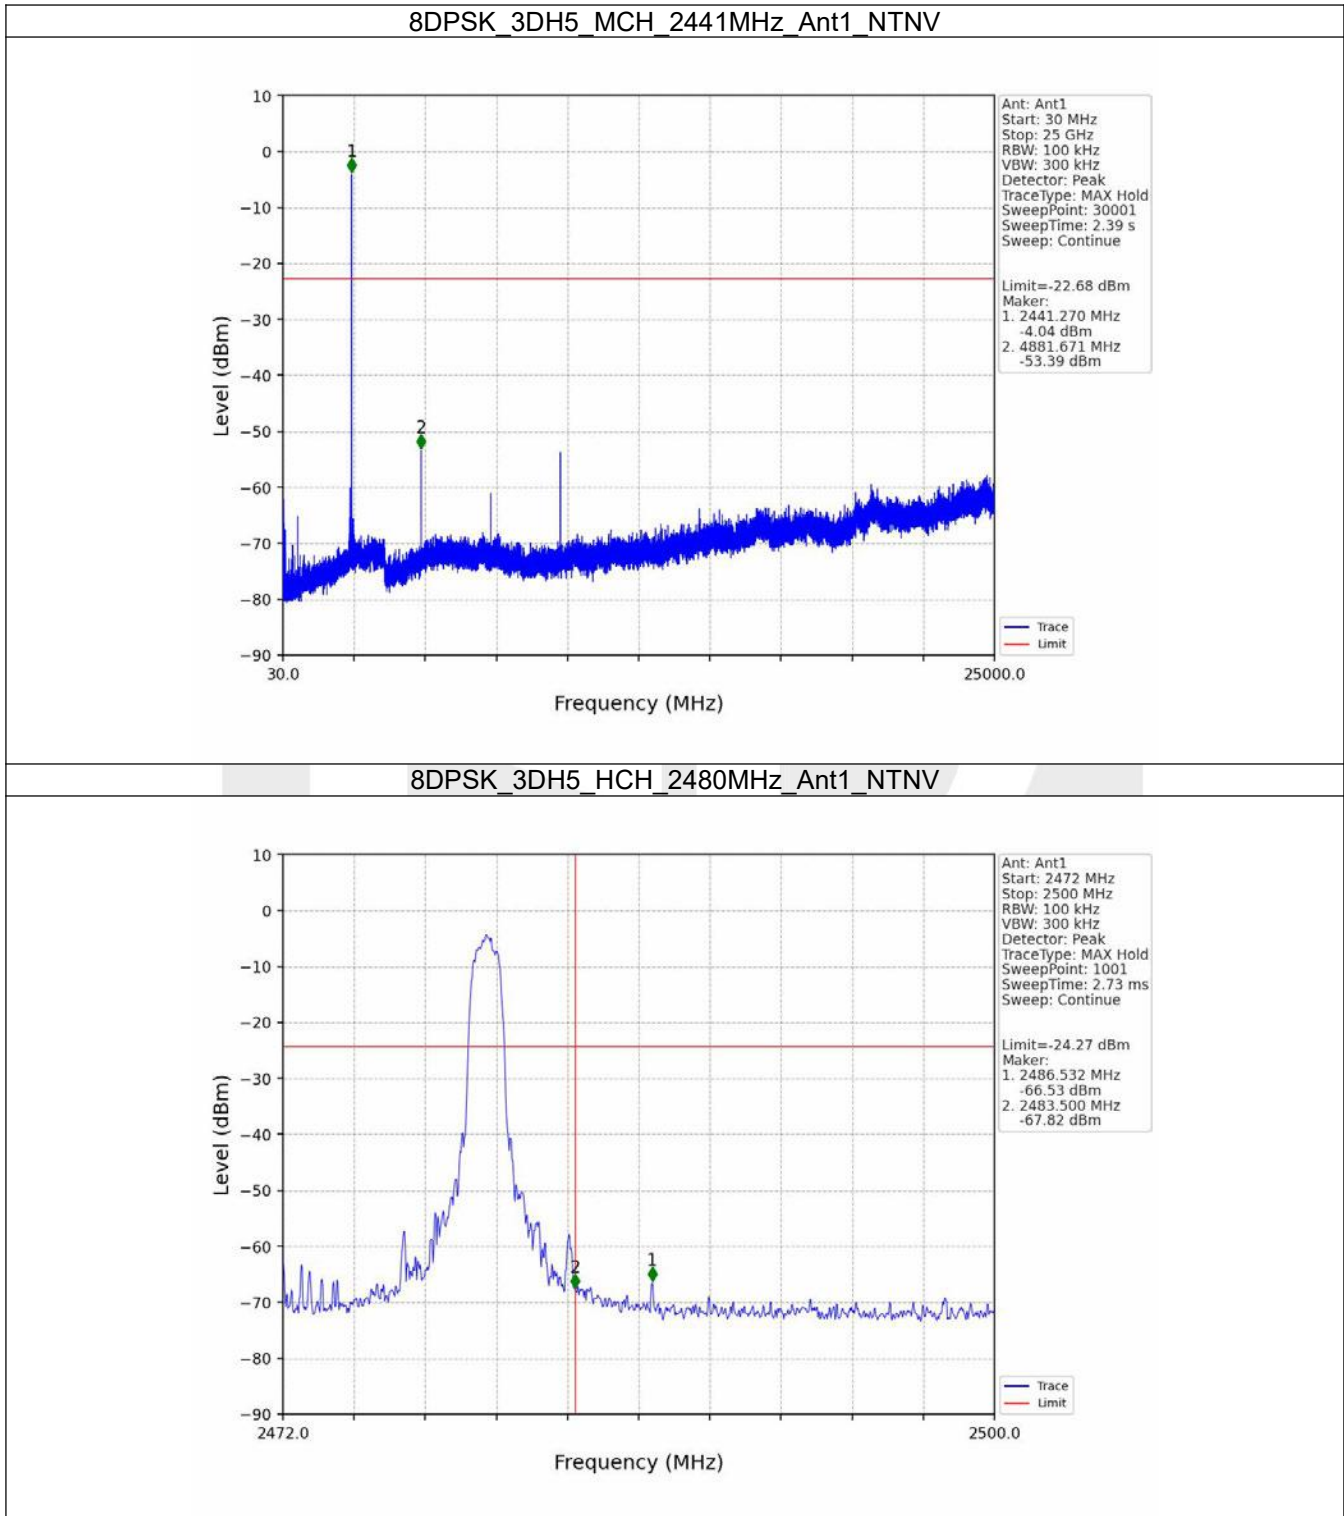 8DPSK_3DH5_MCH_2441MHz_Ant1_NTNV
10
0
−10
−20
−30
−40
−50
−60
−70
−80
−90
Level (dBm)
1
2
30.0
25000.0
Frequency (MHz)
Ant: Ant1
Start: 30 MHz
Stop: 25 GHz
RBW: 100 kHz
VBW: 300 kHz
Detector: Peak
TraceType: MAX Hold
SweepPoint: 30001
SweepTime: 2.39 s
Sweep: Continue
Limit=-22.68 dBm
Maker:
1. 2441.270 MHz
-4.04 dBm
2. 4881.671 MHz
-53.39 dBm
Trace
Limit
8DPSK_3DH5_HCH_2480MHz_Ant1_NTNV
10
0
−10
−20
−30
−40
−50
−60
−70
−80
−90
Level (dBm)
2
1
2472.0
2500.0
Frequency (MHz)
Ant: Ant1
Start: 2472 MHz
Stop: 2500 MHz
RBW: 100 kHz
VBW: 300 kHz
Detector: Peak
TraceType: MAX Hold
SweepPoint: 1001
SweepTime: 2.73 ms
Sweep: Continue
Limit=-24.27 dBm
Maker:
1. 2486.532 MHz
-66.53 dBm
2. 2483.500 MHz
-67.82 dBm
Trace
Limit